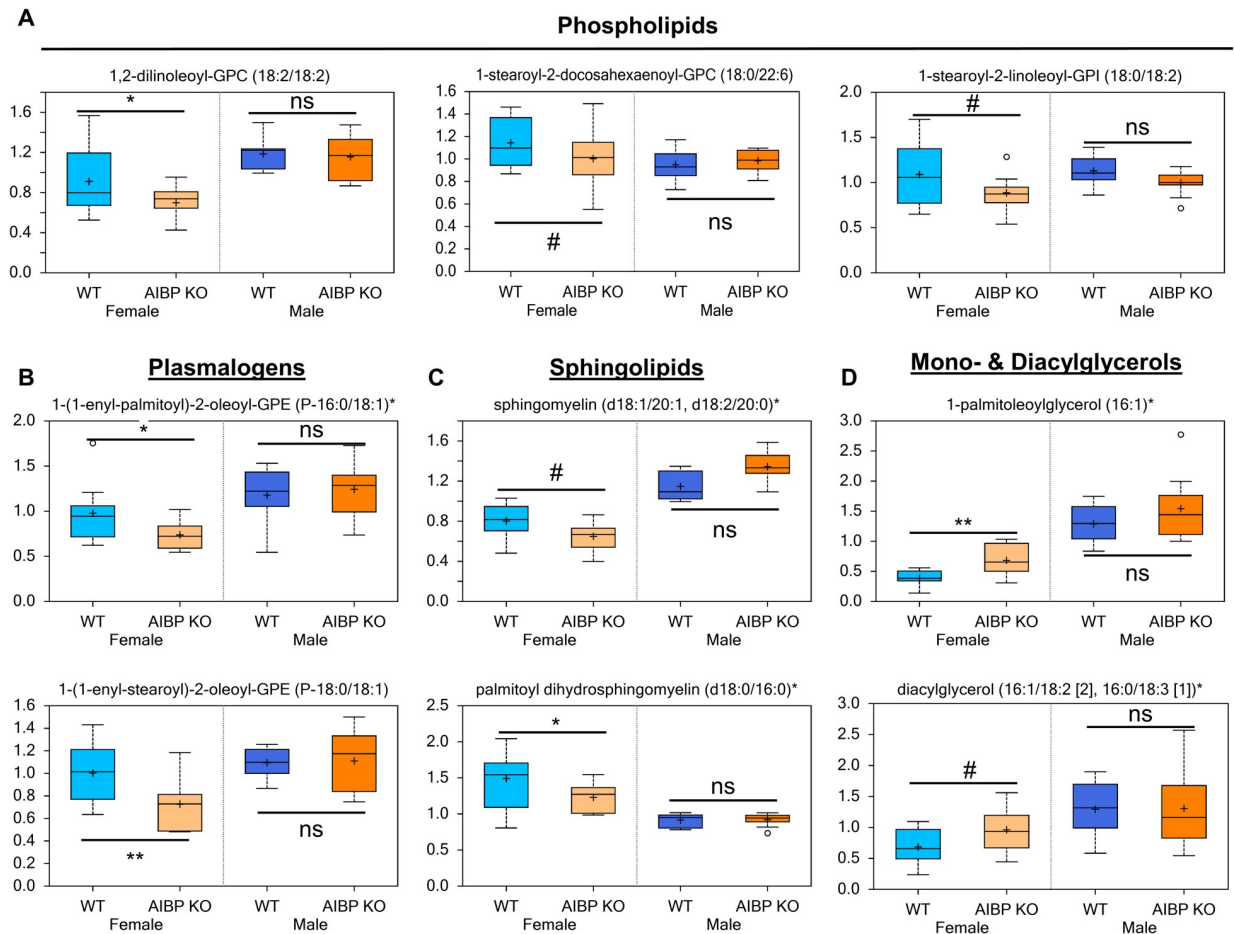 A
Phospholipids
1,2-dilinoleoyl-GPC (18:2/18:2)
1.6
1.2
0.8
0.4
0.0
*
ns
WT
AIBP KO
WT
AIBP KO
Female
Male
1-stearoyl-2-docosahexaenoyl-GPC (18:0/22:6)
1.6
1.4
1.2
1.0
0.8
0.6
0.4
0.2
0.0
#
ns
WT
AIBP KO
WT
AIBP KO
Female
Male
1-stearoyl-2-linoleoyl-GPI (18:0/18:2)
2.0
1.5
1.0
0.5
0.0
#
ns
WT
AIBP KO
WT
AIBP KO
Female
Male
B
Plasmalogens
1-(1-enyl-palmitoyl)-2-oleoyl-GPE (P-16:0/18:1)*
2.0
1.0
0.5
0.0
*
ns
WT
AIBP KO
WT
AIBP KO
Female
Male
1-(1-enyl-stearoyl)-2-oleoyl-GPE (P-18:0/18:1)
1.6
1.4
1.2
1.0
0.8
0.6
0.4
0.2
0.0
**
ns
WT
AIBP KO
WT
AIBP KO
Female
Male
C
Sphingolipids
sphingomyelin (d18:1/20:1, d18:2/20:0)*
1.6
1.2
0.8
0.4
0.0
#
ns
WT
AIBP KO
WT
AIBP KO
Female
Male
palmitoyl dihydrosphingomyelin (d18:0/16:0)*
2.5
2.0
1.5
1.0
0.5
0.0
*
ns
WT
AIBP KO
WT
AIBP KO
Female
Male
D
Mono- & Diacylglycerols
1-palmitoleoylglycerol (16:1)*
3.0
2.5
2.0
1.5
1.0
0.5
0.0
**
ns
WT
AIBP KO
WT
AIBP KO
Female
Male
diacylglycerol (16:1/18:2 [2], 16:0/18:3 [1])*
3.0
2.5
2.0
1.5
1.0
0.5
0.0
#
ns
WT
AIBP KO
WT
AIBP KO
Female
Male